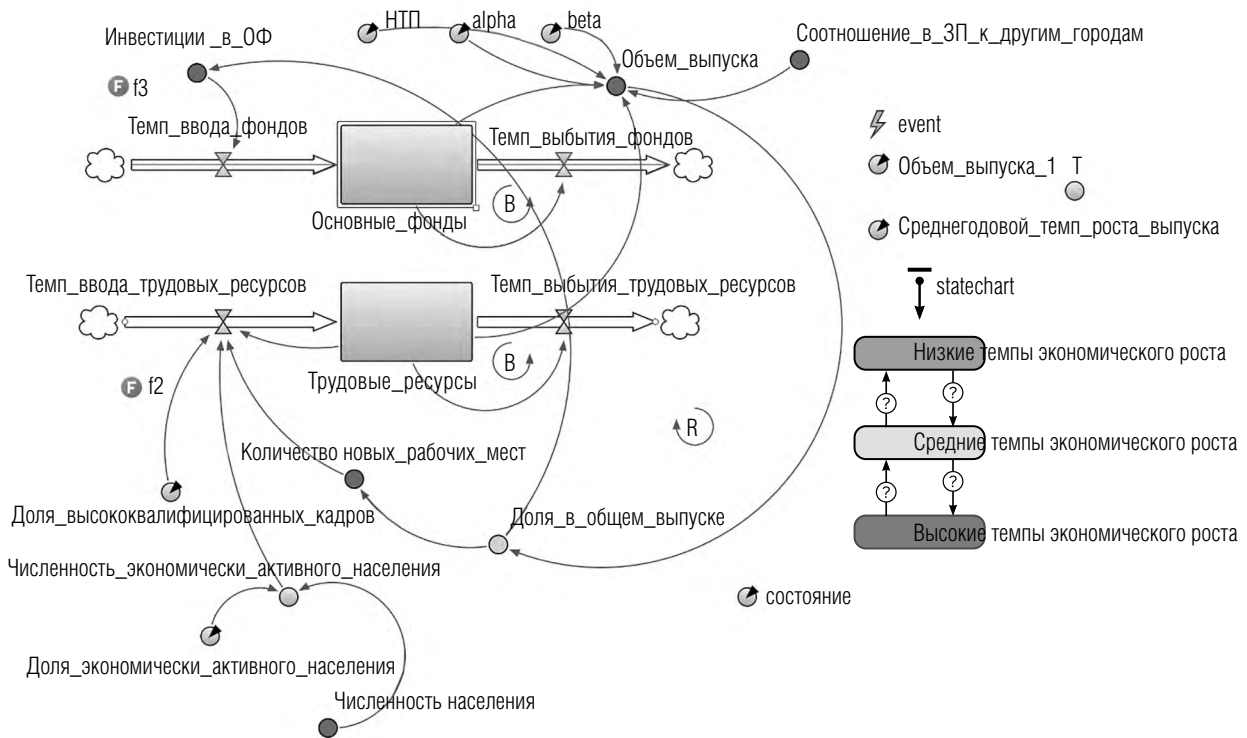 НТП
alpha
beta
Инвестиции _в_ОФ
Объем_выпуска
Соотношение_в_ЗП_к_другим_городам
F f3
Темп_ввода_фондов
Темп_выбытия_фондов
event
Объем_выпуска_1
T
B
Основные_фонды
Среднегодовой_темп_роста_выпуска
Темп_ввода_трудовых_ресурсов
Темп_выбытия_трудовых_ресурсов
statechart
Низкие темпы экономического роста
B
F f2
Трудовые_ресурсы
? ?
R
Средние темпы экономического роста
Количество новых_рабочих_мест
? ?
Доля_высококвалифицированных_кадров
Доля_в_общем_выпуске
Высокие темпы экономического роста
Численность_экономически_активного_населения
состояние
Доля_экономически_активного_населения
Численность населения